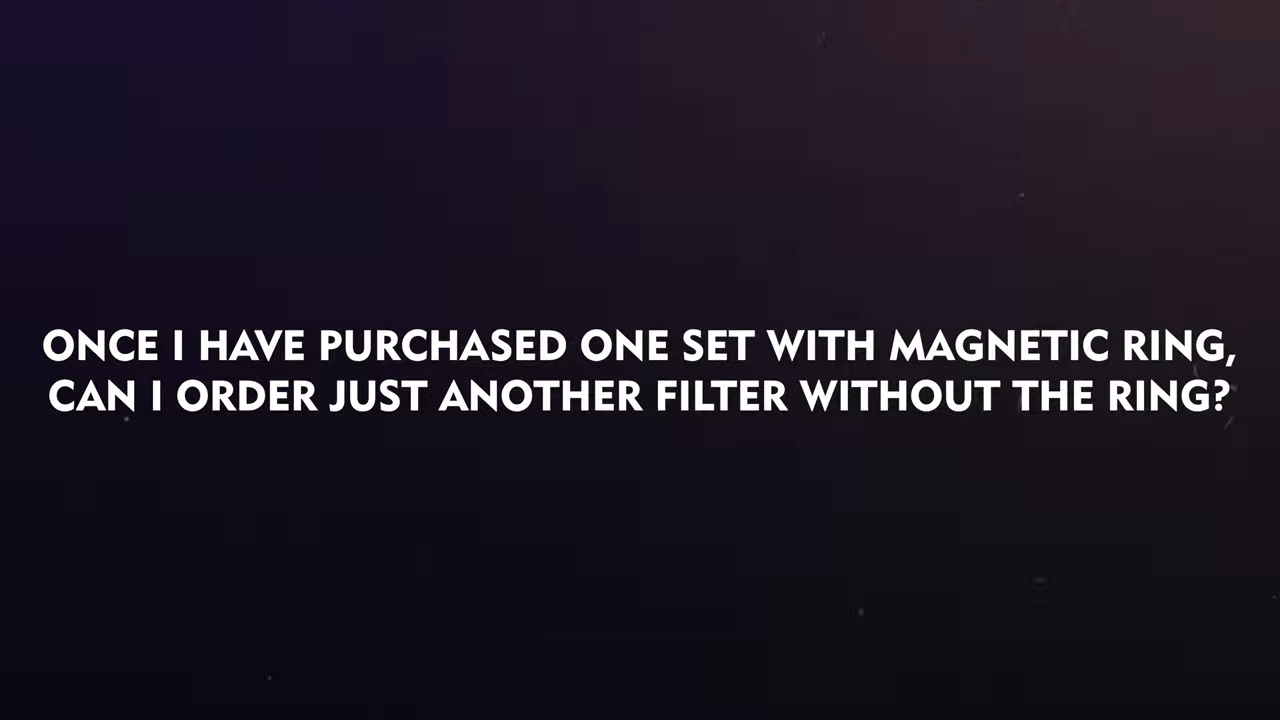 ONCE I HAVE PURCHASED ONE SET WITH MAGNETIC RING,
CAN I ORDER JUST ANOTHER FILTER WITHOUT THE RING?